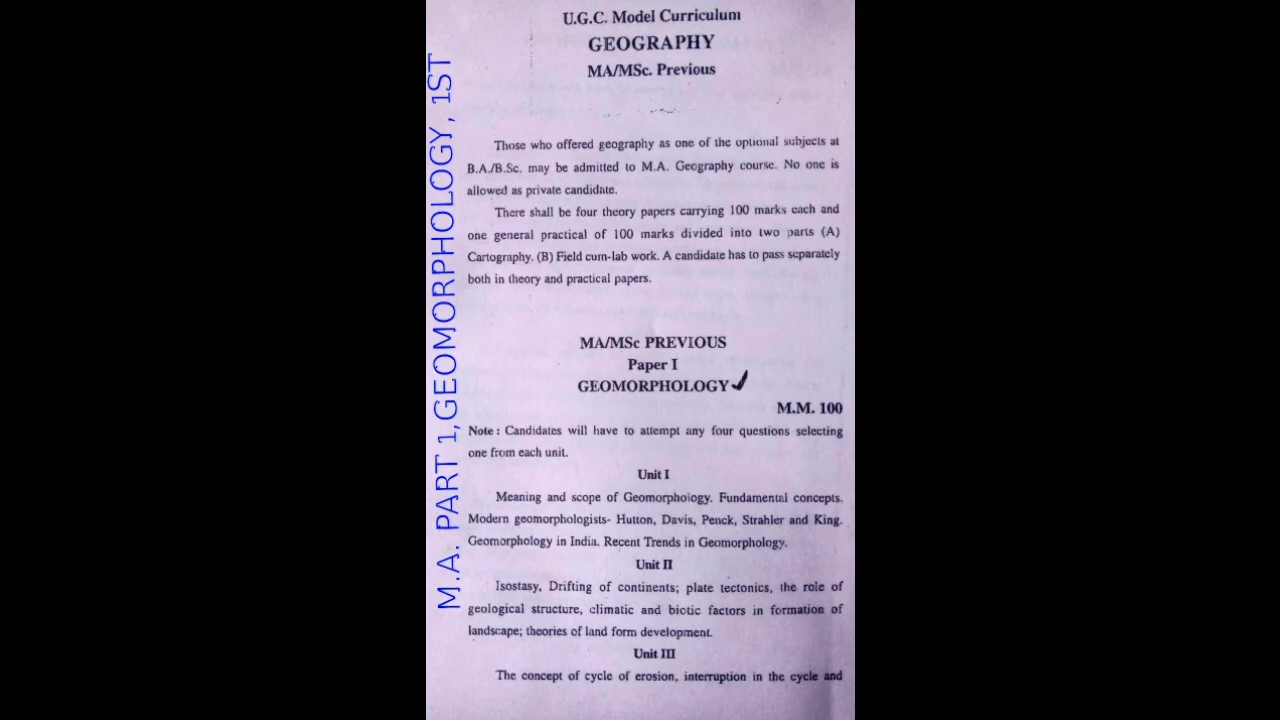 U.G.C. Model Curriculum
GEOGRAPHY
MA/MSc. Previous
Those who offered geography as one of the optional subjects at
B.A./B.Sc. may be admitted to M.A. Geography course. No one is
allowed as private candidate.
There shall be four theory papers carrying 100 marks each and
one general practical of 100 marks divided into two parts (A)
Cartography. (B) Field cum-lab work. A candidate has to pass separately
both in theory and practical papers.
MA/MSc PREVIOUS
Paper I
GEOMORPHOLOGY
M.M. 100
Note : Candidates will have to attempt any four questions selecting
one from each unit.
Unit I
Meaning and scope of Geomorphology. Fundamental concepts.
Modern geomorphologists- Hutton, Davis, Penck, Strahler and King.
Geomorphology in India. Recent Trends in Geomorphology.
Unit II
Isostasy, Drifting of continents; plate tectonics, the role of
geological structure, climatic and biotic factors in formation of
landscape; theories of land form development.
Unit III
The concept of cycle of erosion, interruption in the cycle and
M.A. PART 1,GEOMORPHOLOGY, 1ST